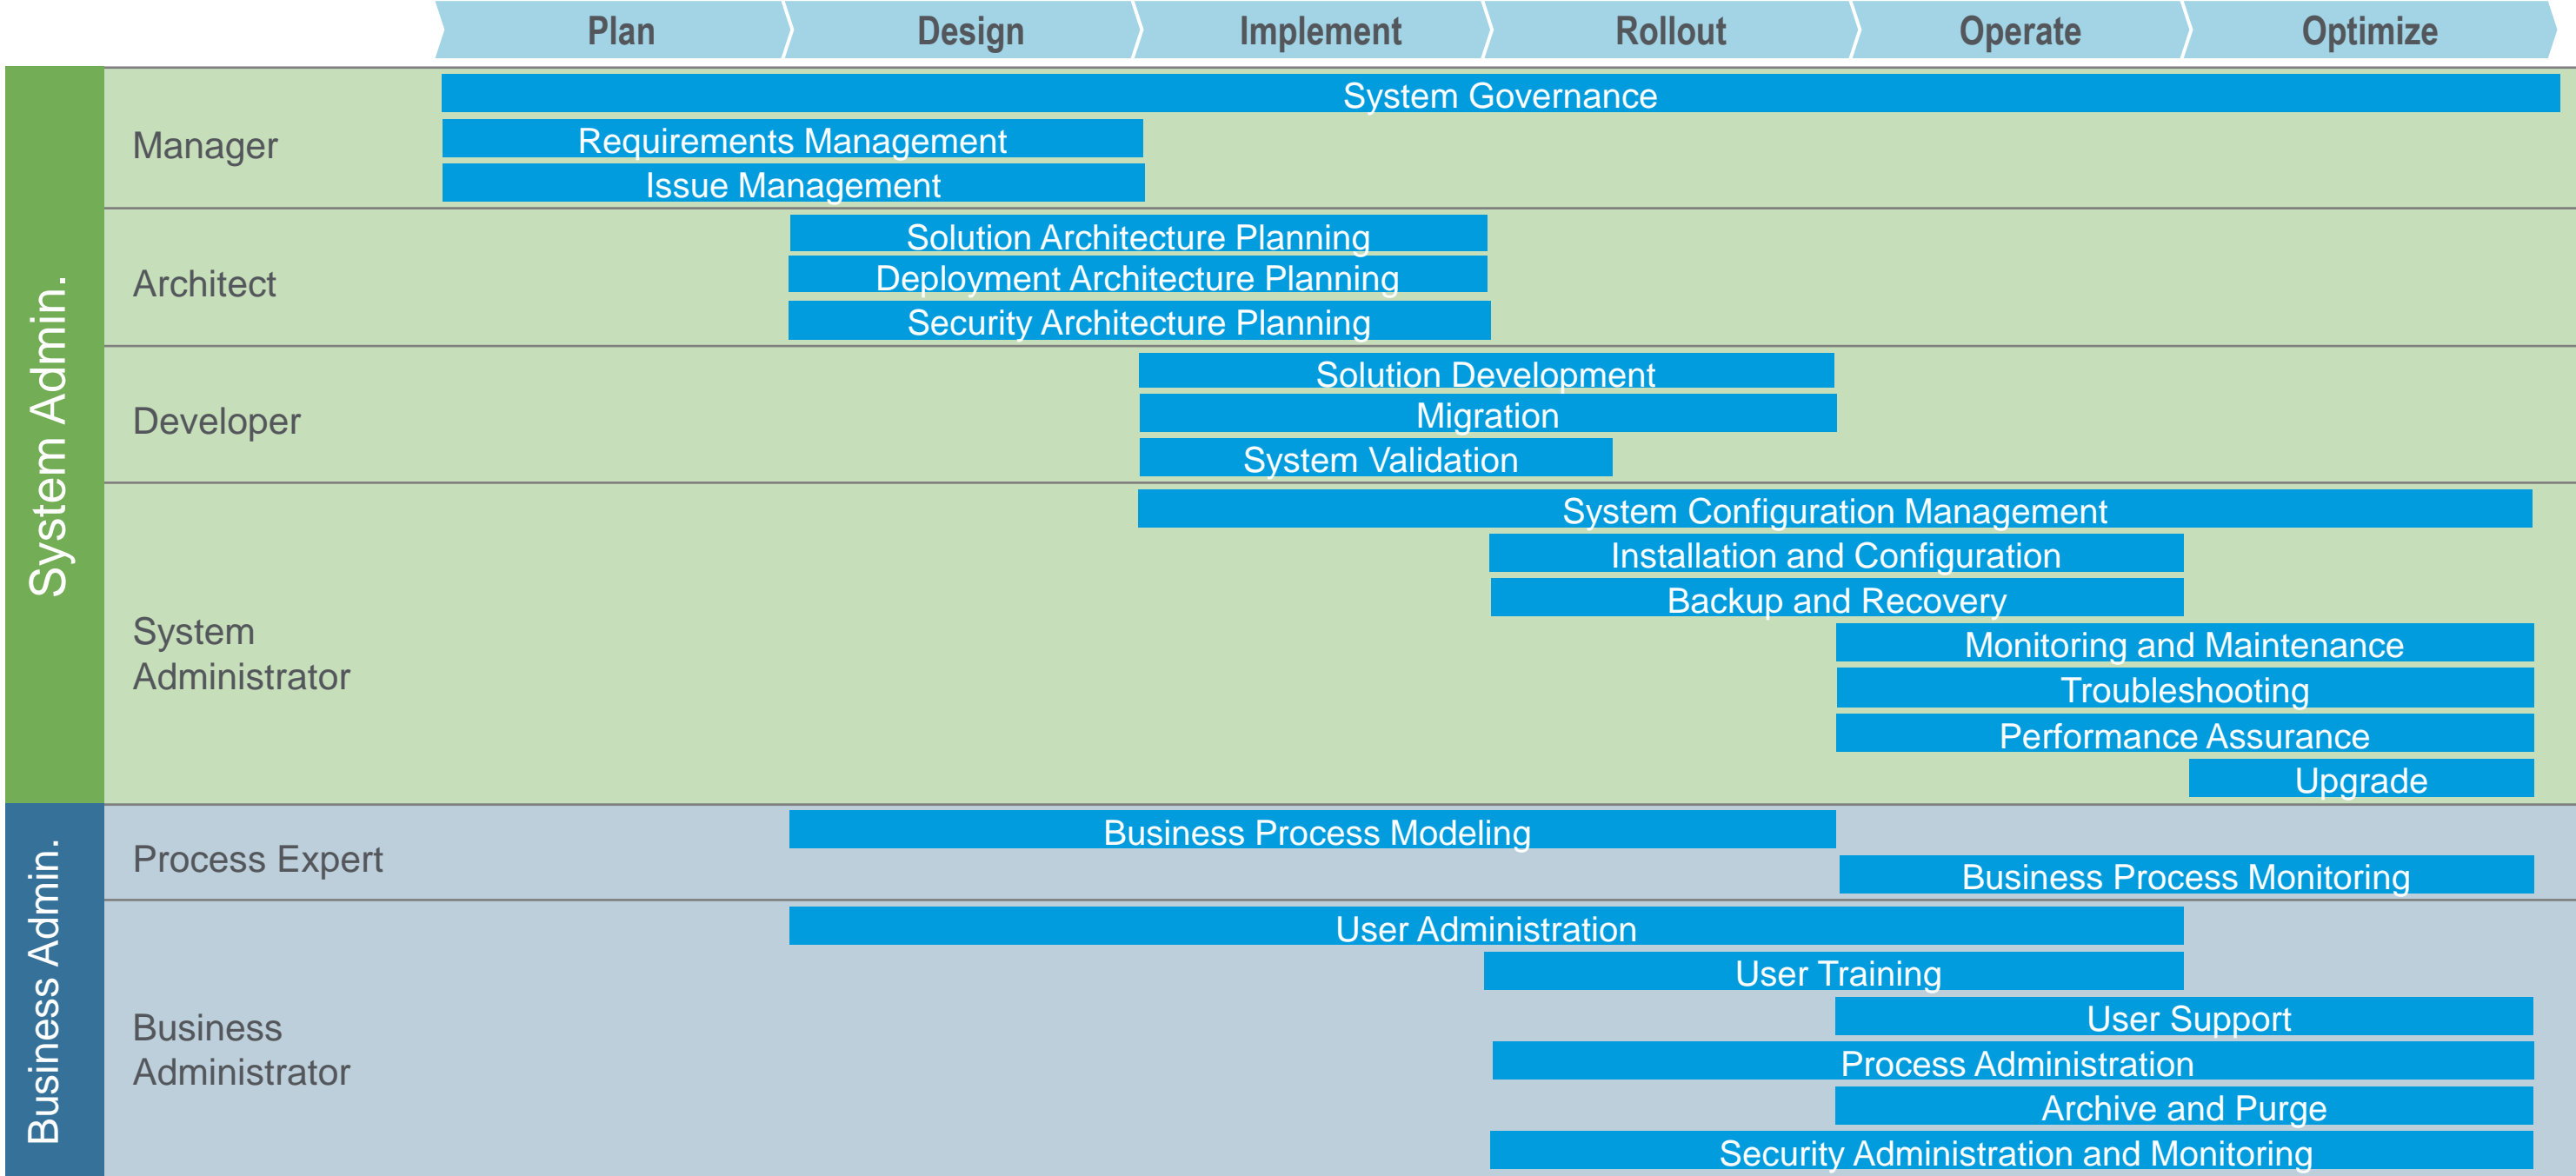 Plan
Design
Implement
Rollout
Operate
Optimize
System Admin.
Manager
System Governance
Requirements Management
Issue Management
Architect
Solution Architecture Planning
Deployment Architecture Planning
Security Architecture Planning
Developer
Solution Development
Migration
System Validation
System
Administrator
System Configuration Management
Installation and Configuration
Backup and Recovery
Monitoring and Maintenance
Troubleshooting
Performance Assurance
Upgrade
Business Admin.
Process Expert
Business Process Modeling
Business Process Monitoring
Business
Administrator
User Administration
User Training
User Support
Process Administration
Archive and Purge
Security Administration and Monitoring